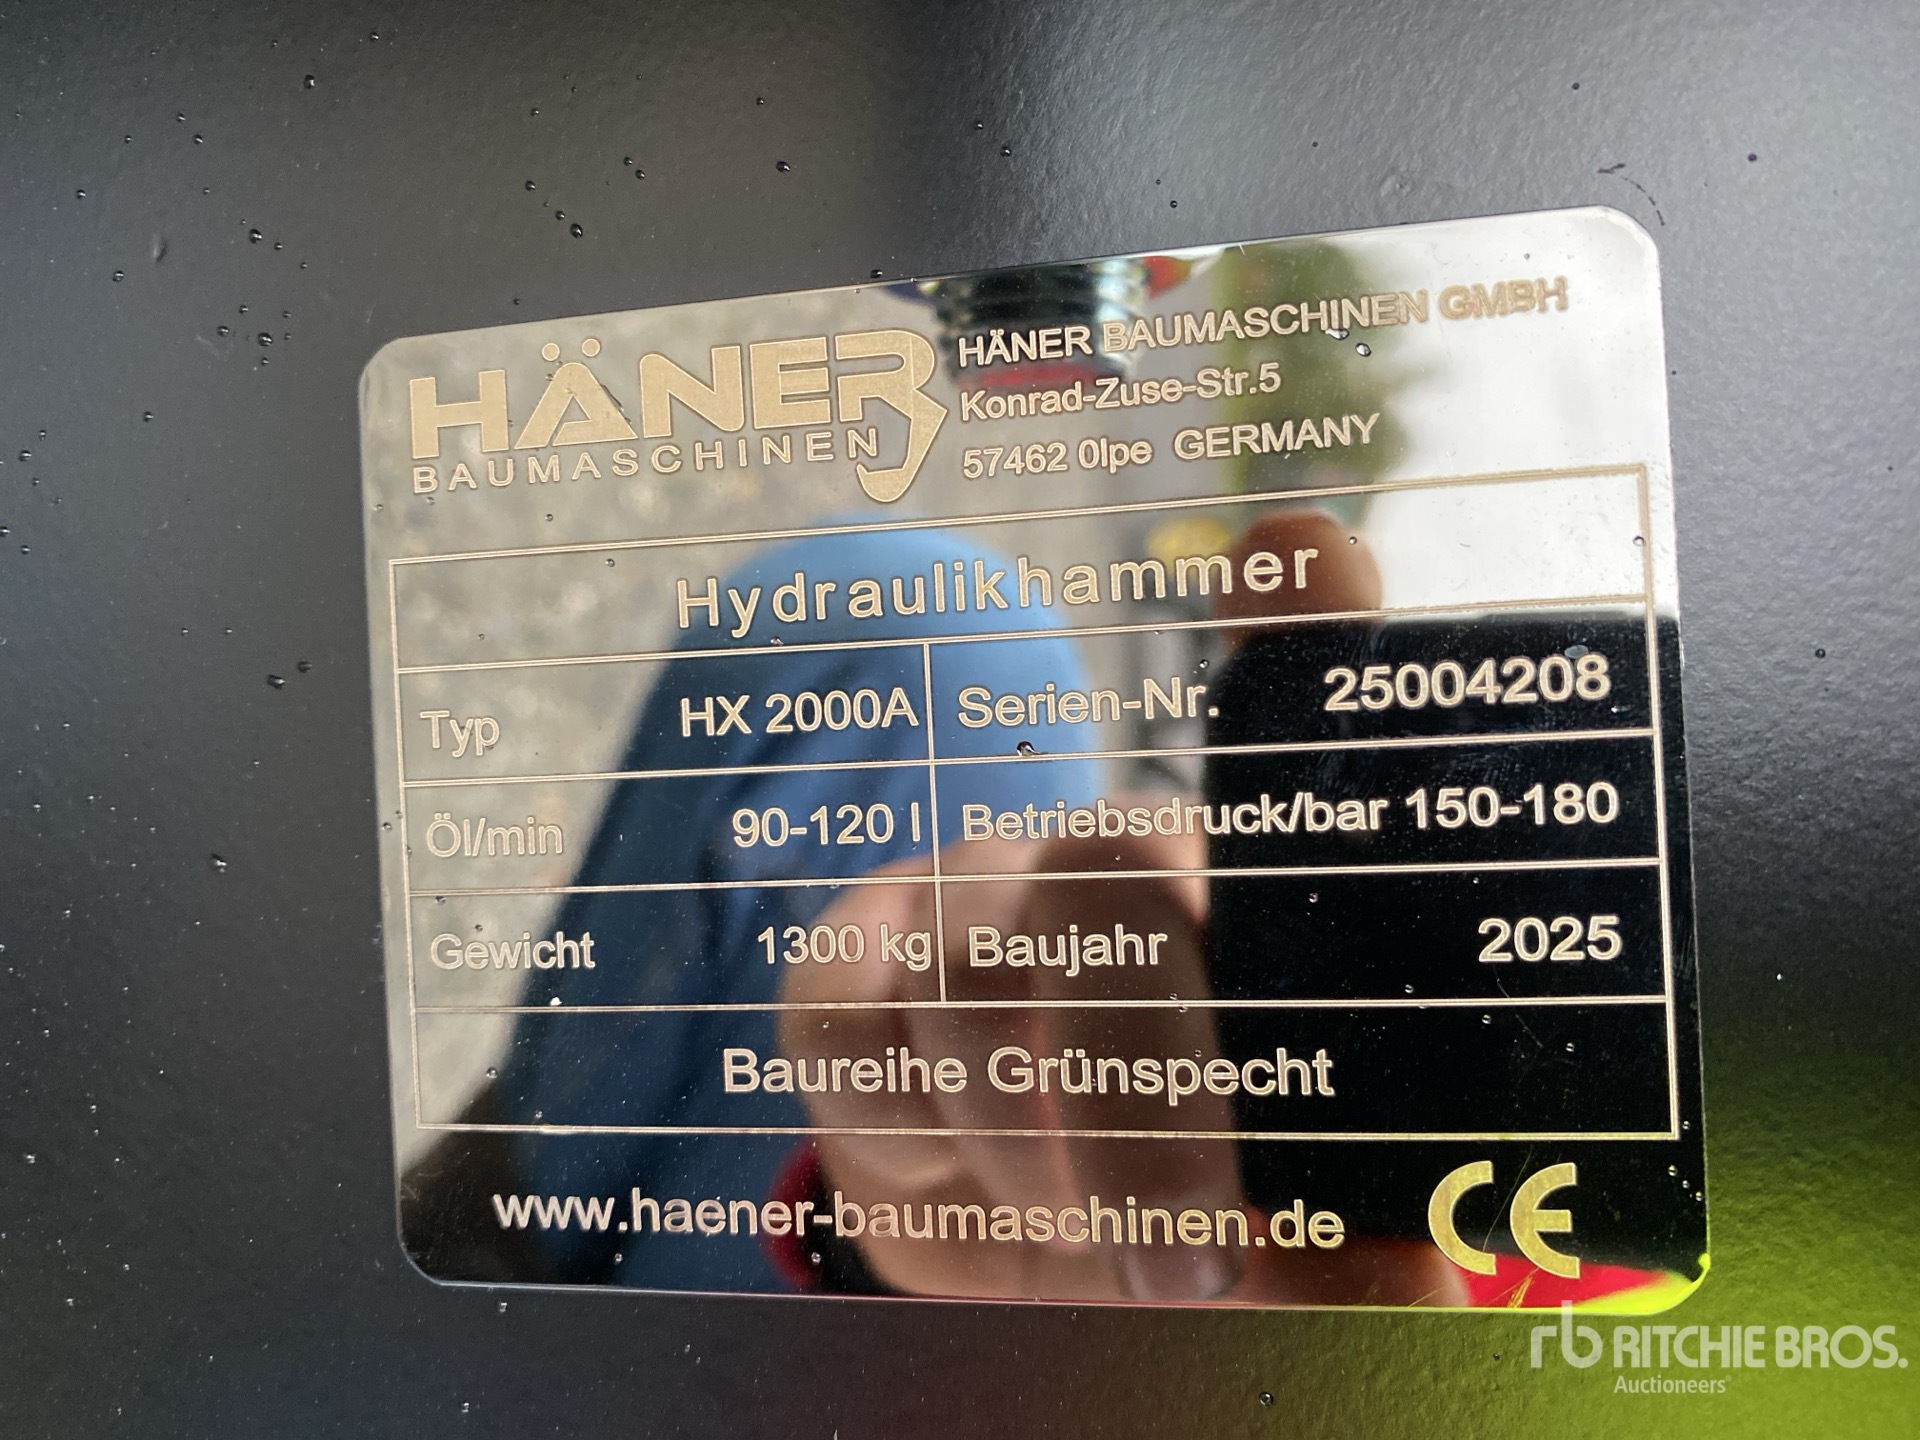 HÄNER
BAUMASCHINEN
HÄNER BAUMASCHINEN GMBH
Konrad-Zuse-Str.5
57462 Olpe GERMANY
Hydraulikhammer
Typ HX 2000A Serien-Nr. 25004208
Öl/min 90-120 l Betriebsdruck/bar 150-180
Gewicht 1300 kg Baujahr 2025
Baureihe Grünspecht
www.haener-baumaschinen.de CE
rb RITCHIE BROS.
Auctioneers